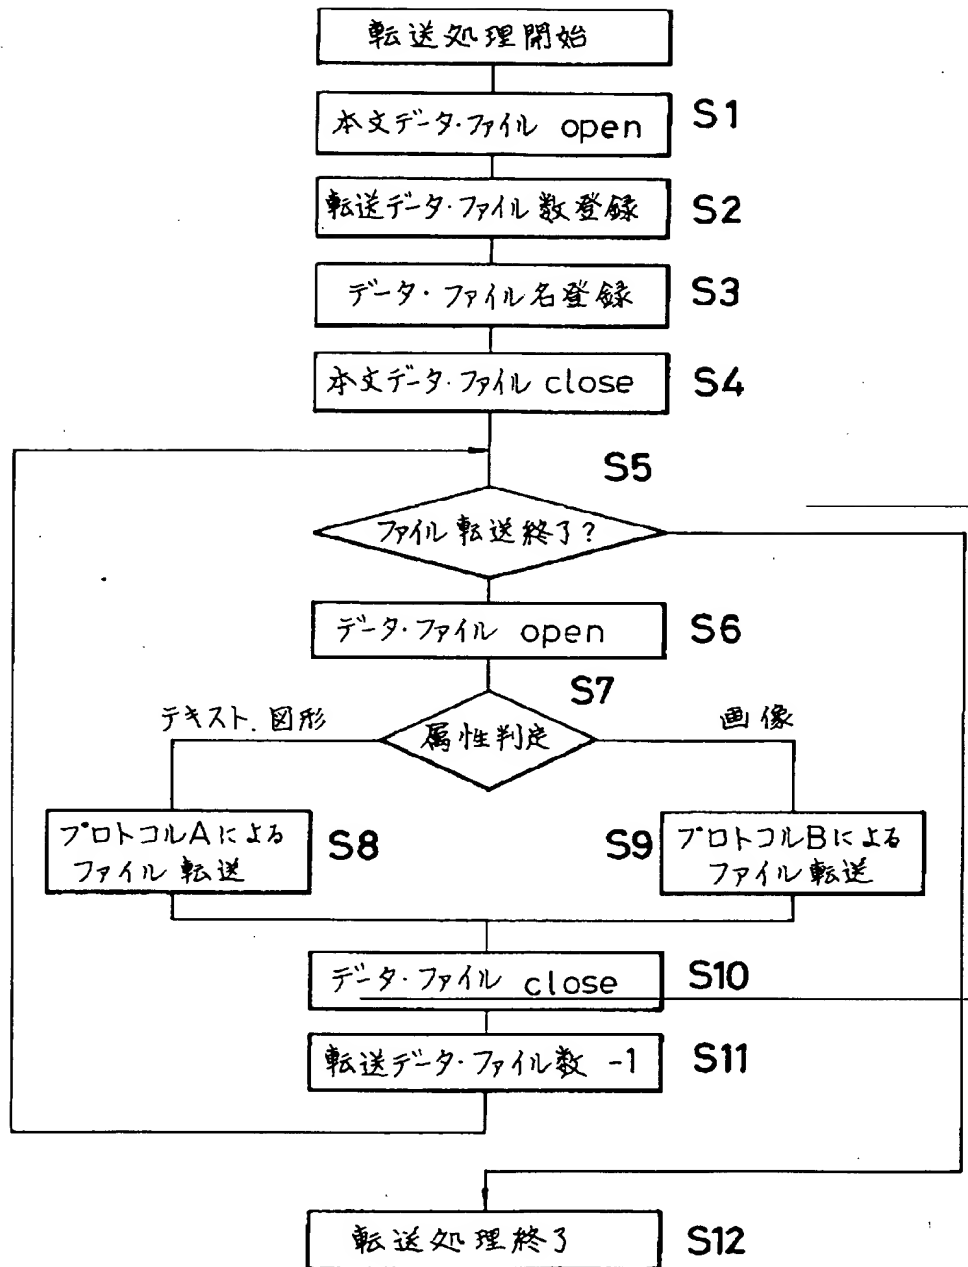 転送処理開始
本文データ・ファイル open S1
転送データ・ファイル数登録 S2
データ・ファイル名登録 S3
本文データ・ファイル close S4
S5
ファイル転送終了?
データ・ファイル open S6
S7
テキスト.図形 属性判定 画像
プロトコルAによる
ファイル転送
S8
S9
プロトコルBによる
ファイル転送
データ・ファイル close S10
転送データ・ファイル数 -1 S11
転送処理終了 S12